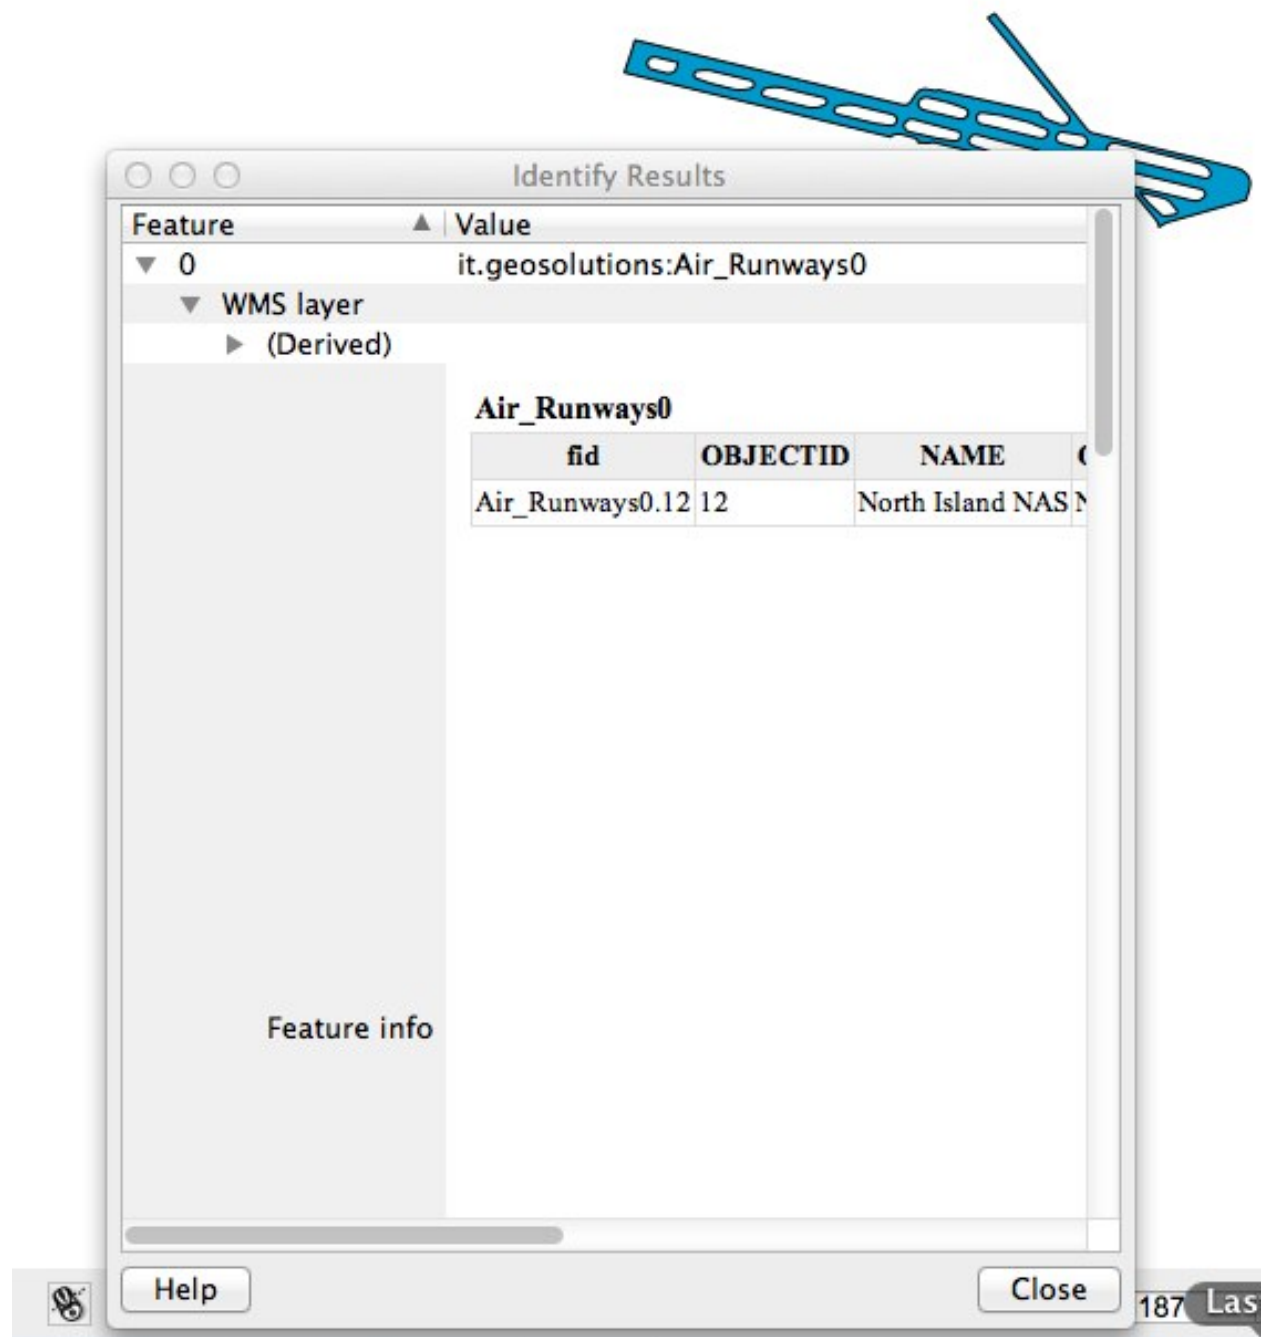 Identify Results
Feature Value
0 it.geosolutions:Air_Runways0
WMS layer
(Derived)
Air_Runways0
fid OBJECTID NAME
Air_Runways0.12 12 North Island NAS
Feature info
Help Close
187 Las